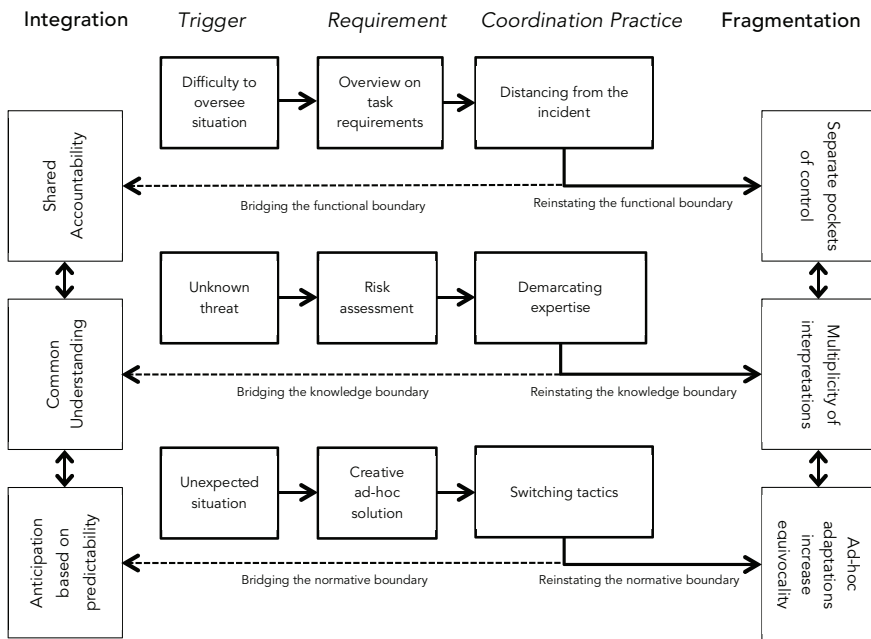 Integration
Trigger
Requirement
Coordination Practice
Fragmentation
Difficulty to
oversee
situation
Overview on
task
requirements
Distancing from the
incident
Shared
Accountability
Separate pockets
of control
Bridging the functional boundary
Reinstating the functional boundary
Unknown
threat
Risk
assessment
Demarcating
expertise
Common
Understanding
Multiplicity of
interpretations
Bridging the knowledge boundary
Reinstating the knowledge boundary
Unexpected
situation
Creative
ad-hoc
solution
Switching tactics
Anticipation
based on
predictability
Ad-hoc
adaptations
increase
equivocality
Bridging the normative boundary
Reinstating the normative boundary